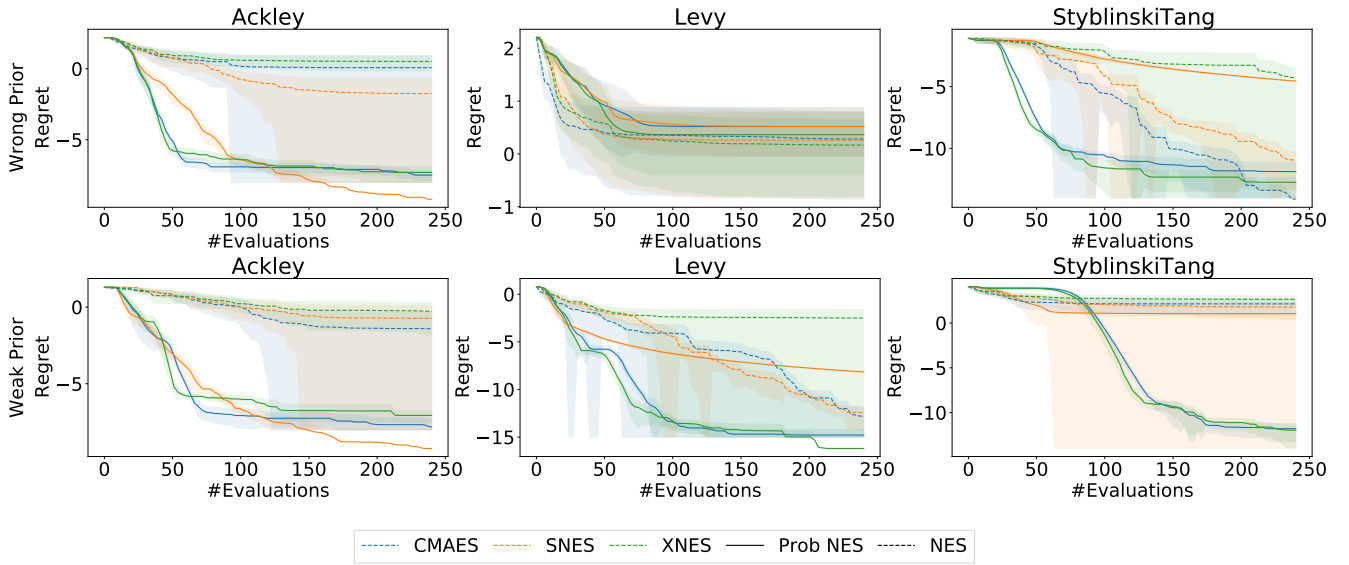 Ackley
Levy
StyblinskiTang
Wrong Prior
Regret
0
−5
0 50 100 150 200 250
#Evaluations
Regret
2
1
0
−1
0 50 100 150 200 250
#Evaluations
Regret
−5
−10
0 50 100 150 200 250
#Evaluations
Ackley
Levy
StyblinskiTang
Weak Prior
Regret
0
−5
0 50 100 150 200 250
#Evaluations
Regret
0
−5
−10
−15
0 50 100 150 200 250
#Evaluations
Regret
0
−5
−10
0 50 100 150 200 250
#Evaluations
CMAES SNES XNES Prob NES NES